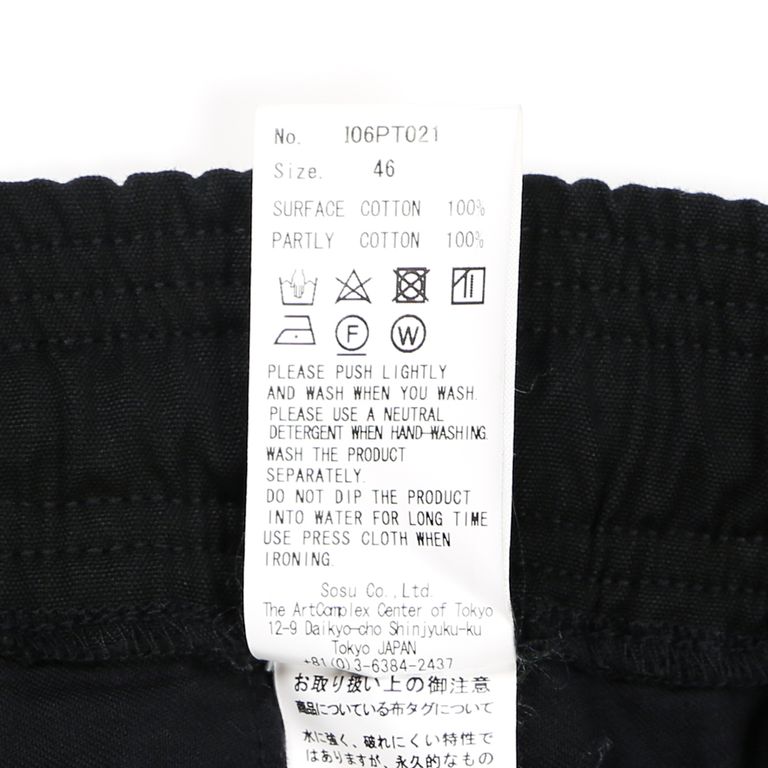 No. I06PT021
Size. 46
SURFACE COTTON 100%
PARTLY COTTON 100%
F W
PLEASE PUSH LIGHTLY
AND WASH WHEN YOU WASH.
PLEASE USE A NEUTRAL
DETERGENT WHEN HAND-WASHING.
WASH THE PRODUCT
SEPARATELY.
DO NOT DIP THE PRODUCT
INTO WATER FOR LONG TIME
USE PRESS CLOTH WHEN
IRONING.
Sosu Co.,Ltd.
The ArtComplex Center of Tokyo
12-9 Daikyo-cho Shinjyuku-ku
Tokyo JAPAN
+81(0)3-6384-2437
お取り扱い上の御注意
商品についている布タグについて
水に強く、破れにくい特性で
はありますが、永久的なもの